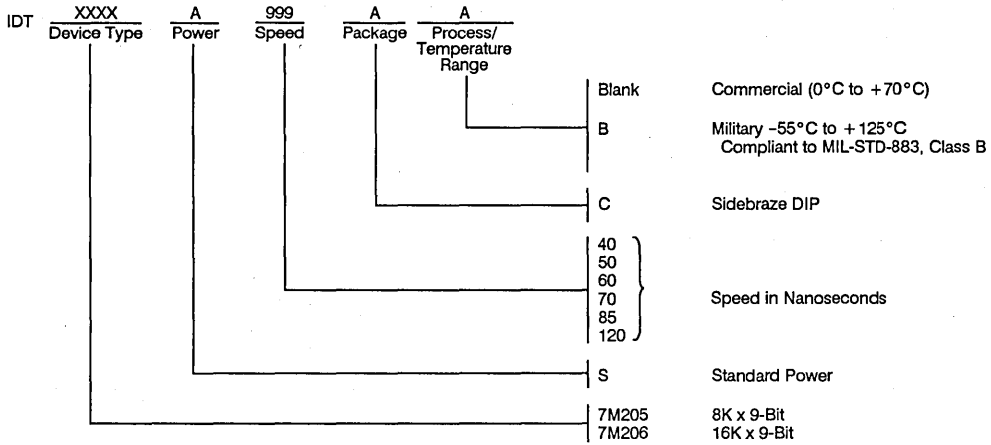 IDT XXXX A 999 A A
Device Type Power Speed Package Process/
Temperature
Range
Blank Commercial (0°C to +70°C)
B Military -55°C to +125°C
Compliant to MIL-STD-883, Class B
C Sidebraze DIP
40
50
60
70 Speed in Nanoseconds
85
120
S Standard Power
7M205 8K x 9-Bit
7M206 16K x 9-Bit